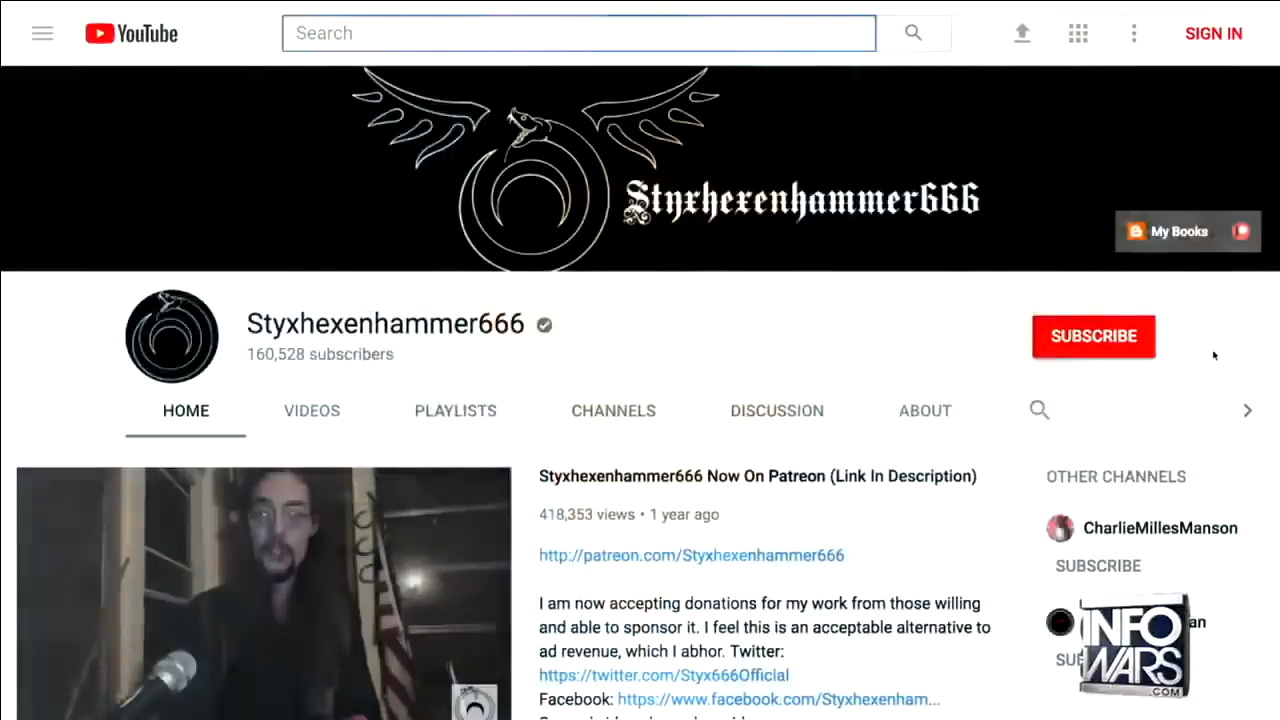 YouTube
Search
SIGN IN
Styxhexenhammer666
My Books
Styxhexenhammer666
160,528 subscribers
SUBSCRIBE
HOME
VIDEOS
PLAYLISTS
CHANNELS
DISCUSSION
ABOUT
Styxhexenhammer666 Now On Patreon (Link In Description)
418,353 views • 1 year ago
http://patreon.com/Styxhexenhammer666
I am now accepting donations for my work from those willing
and able to sponsor it. I feel this is an acceptable alternative to
ad revenue, which I abhor. Twitter:
https://twitter.com/Styx666Official
Facebook: https://www.facebook.com/Styxhexenham...
OTHER CHANNELS
CharlieMillesManson
SUBSCRIBE
an
SU
INFO
WARS
.COM